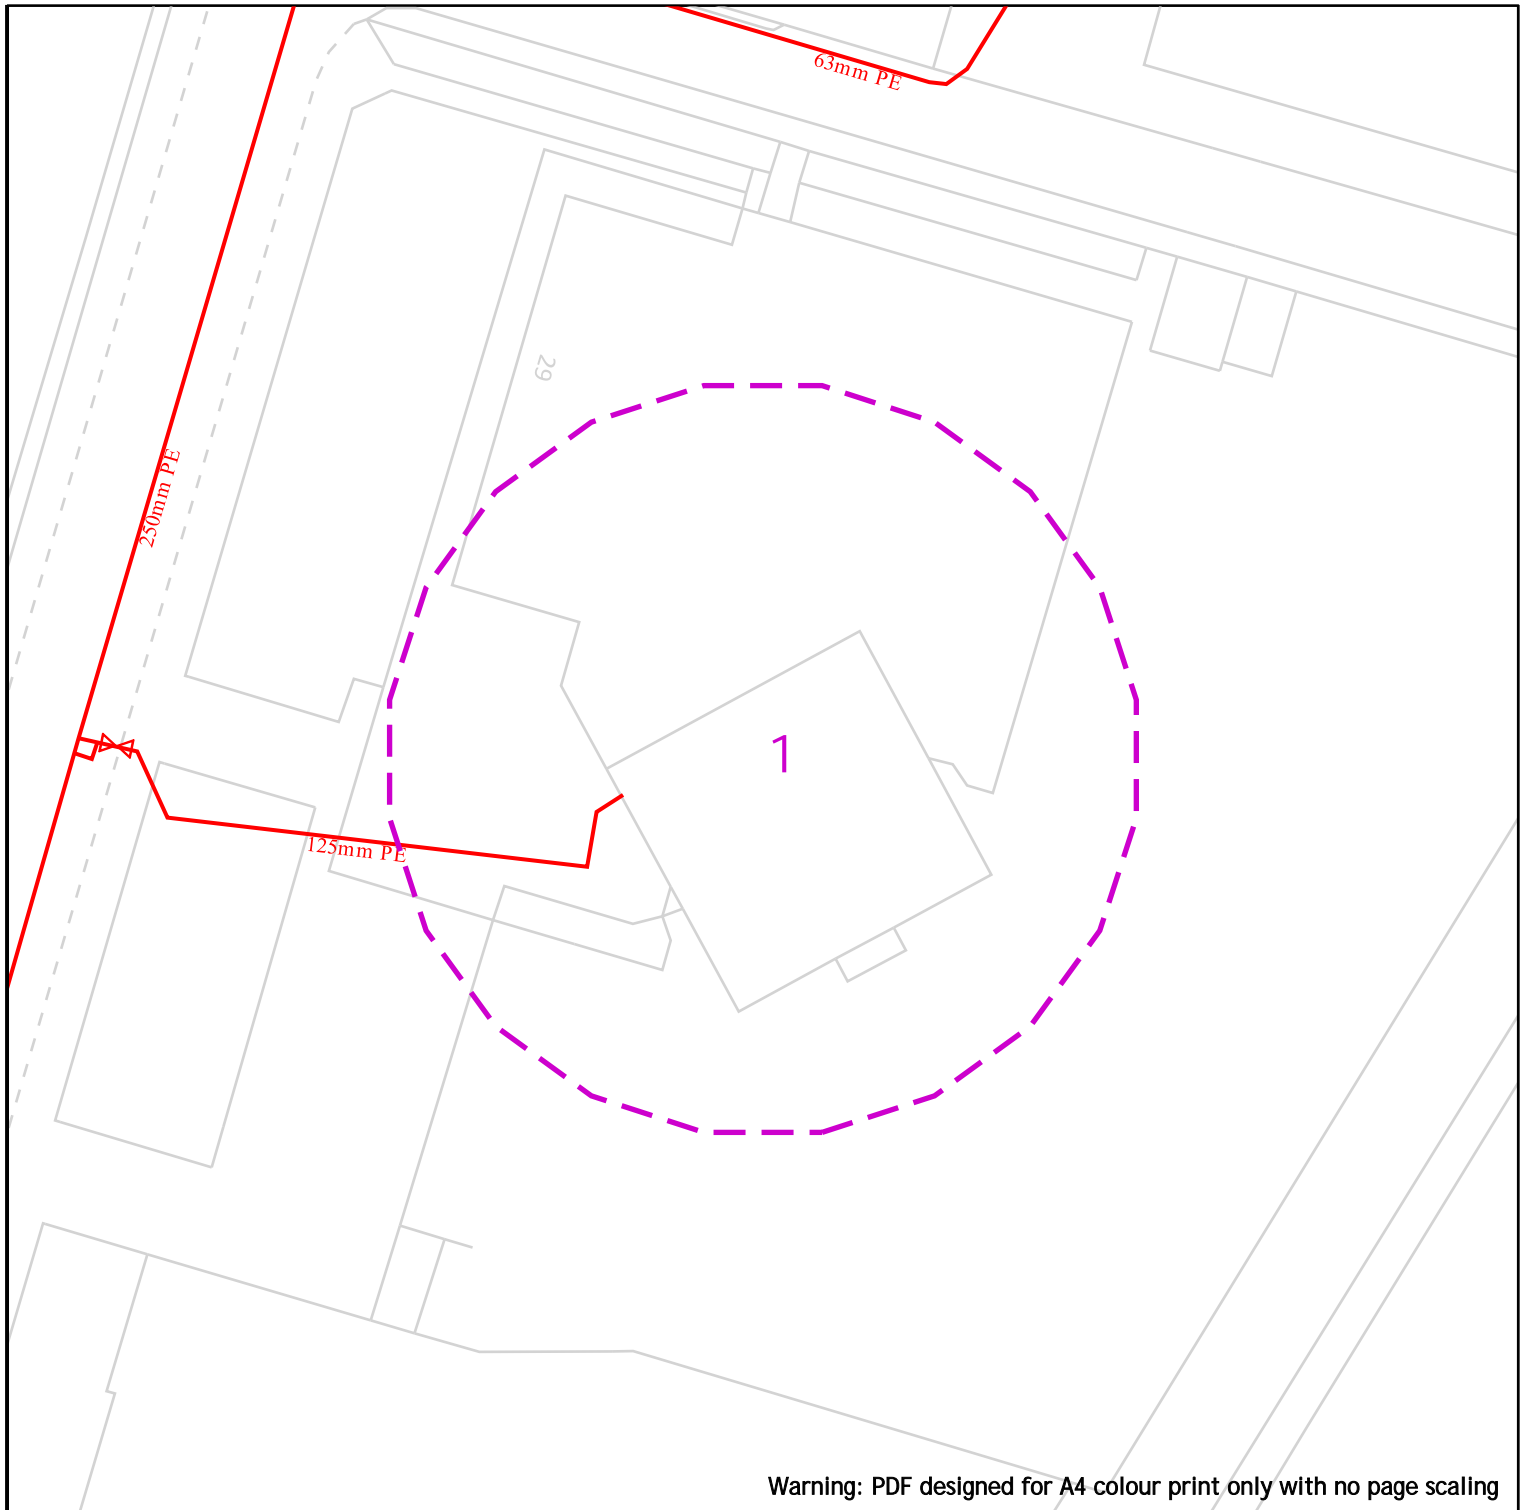 63mm PE
29
250mm PE
1
125mm PE
Warning: PDF designed for A4 colour print only with no page scaling